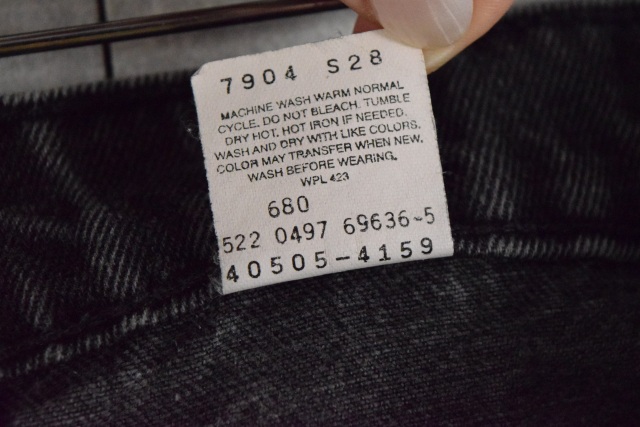 7904 S28
MACHINE WASH WARM NORMAL
CYCLE. DO NOT BLEACH. TUMBLE
DRY HOT. HOT IRON IF NEEDED.
WASH AND DRY WITH LIKE COLORS.
COLOR MAY TRANSFER WHEN NEW.
WASH BEFORE WEARING.
WPL 423
680
522 0497 69636-5
40505-4159